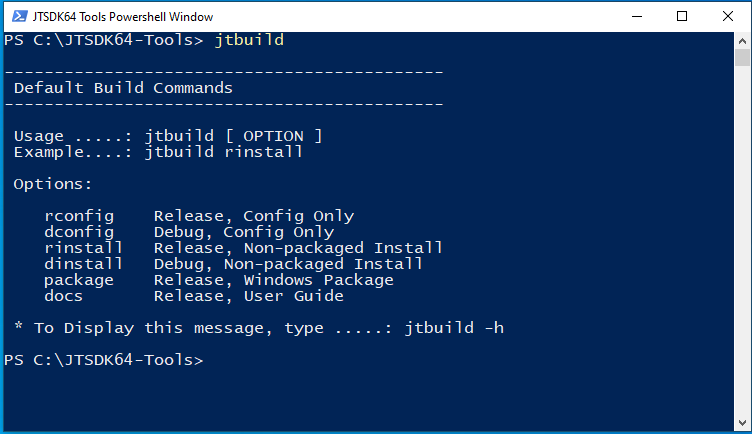 JTSDK64 Tools Powershell Window
PS C:\JTSDK64-Tools> jtbuild
-------------------------------------------
Default Build Commands
-------------------------------------------
Usage .....: jtbuild [ OPTION ]
Example....: jtbuild rinstall
Options:
rconfig    Release, Config Only
dconfig    Debug, Config Only
rinstall   Release, Non-packaged Install
dinstall   Debug, Non-packaged Install
package    Release, Windows Package
docs       Release, User Guide
* To Display this message, type .....: jtbuild -h
PS C:\JTSDK64-Tools>